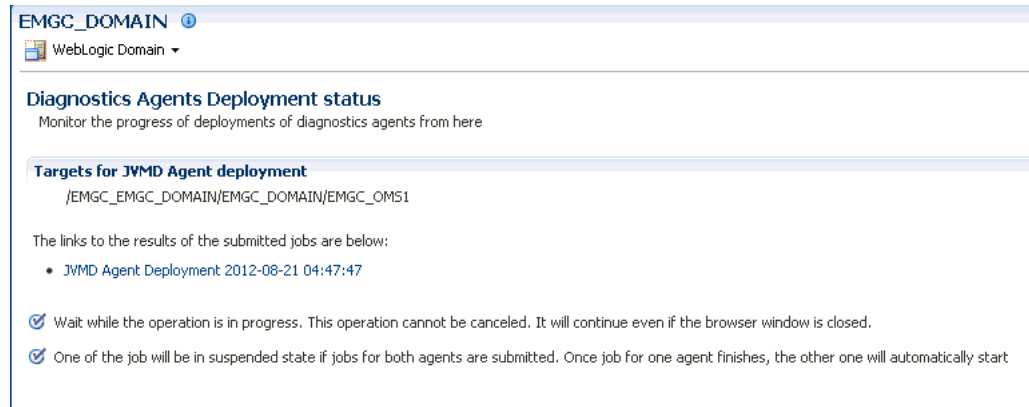 EMGC_DOMAIN
WebLogic Domain
Diagnostics Agents Deployment status
Monitor the progress of deployments of diagnostics agents from here
Targets for JVMD Agent deployment
/EMGC_EMGC_DOMAIN/EMGC_DOMAIN/EMGC_OMS1
The links to the results of the submitted jobs are below:
JVMD Agent Deployment 2012-08-21 04:47:47
Wait while the operation is in progress. This operation cannot be canceled. It will continue even if the browser window is closed.
One of the job will be in suspended state if jobs for both agents are submitted. Once job for one agent finishes, the other one will automatically start